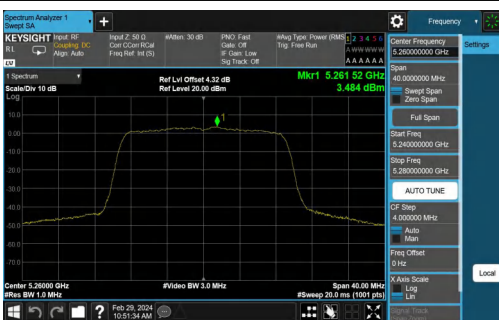 Spectrum Analyzer 1
Swept SA
Frequency
KEYSIGHT
RL
LW
Input: RF
Coupling: DC
Align: Auto
Input Z: 50 Ω
Corr CCorr RCal
Freq Ref: Int (S)
#Atten: 30 dB
PNO: Fast
Gate: Off
IF Gain: Low
Sig Track: Off
#Avg Type: Power (RMS
Trig: Free Run
1 2 3 4 5 6
A W W W W W
A A A A A A
1 Spectrum
Scale/Div 10 dB
Ref Lvl Offset 4.32 dB
Ref Level 20.00 dBm
Mkr1 5.261 52 GHz
3.484 dBm
Log
10.0
0.00
-10.0
-20.0
-30.0
-40.0
-50.0
-60.0
-70.0
1
Center 5.26000 GHz
#Res BW 1.0 MHz
#Video BW 3.0 MHz
Span 40.00 MHz
#Sweep 20.0 ms (1001 pts)
Feb 29, 2024
10:51:34 AM
Center Frequency
5.260000000 GHz
Span
40.0000000 MHz
Swept Span
Zero Span
Full Span
Start Freq
5.240000000 GHz
Stop Freq
5.280000000 GHz
AUTO TUNE
CF Step
4.000000 MHz
Auto
Man
Freq Offset
0 Hz
X Axis Scale
Log
Lin
Signal Track
Settings
Local